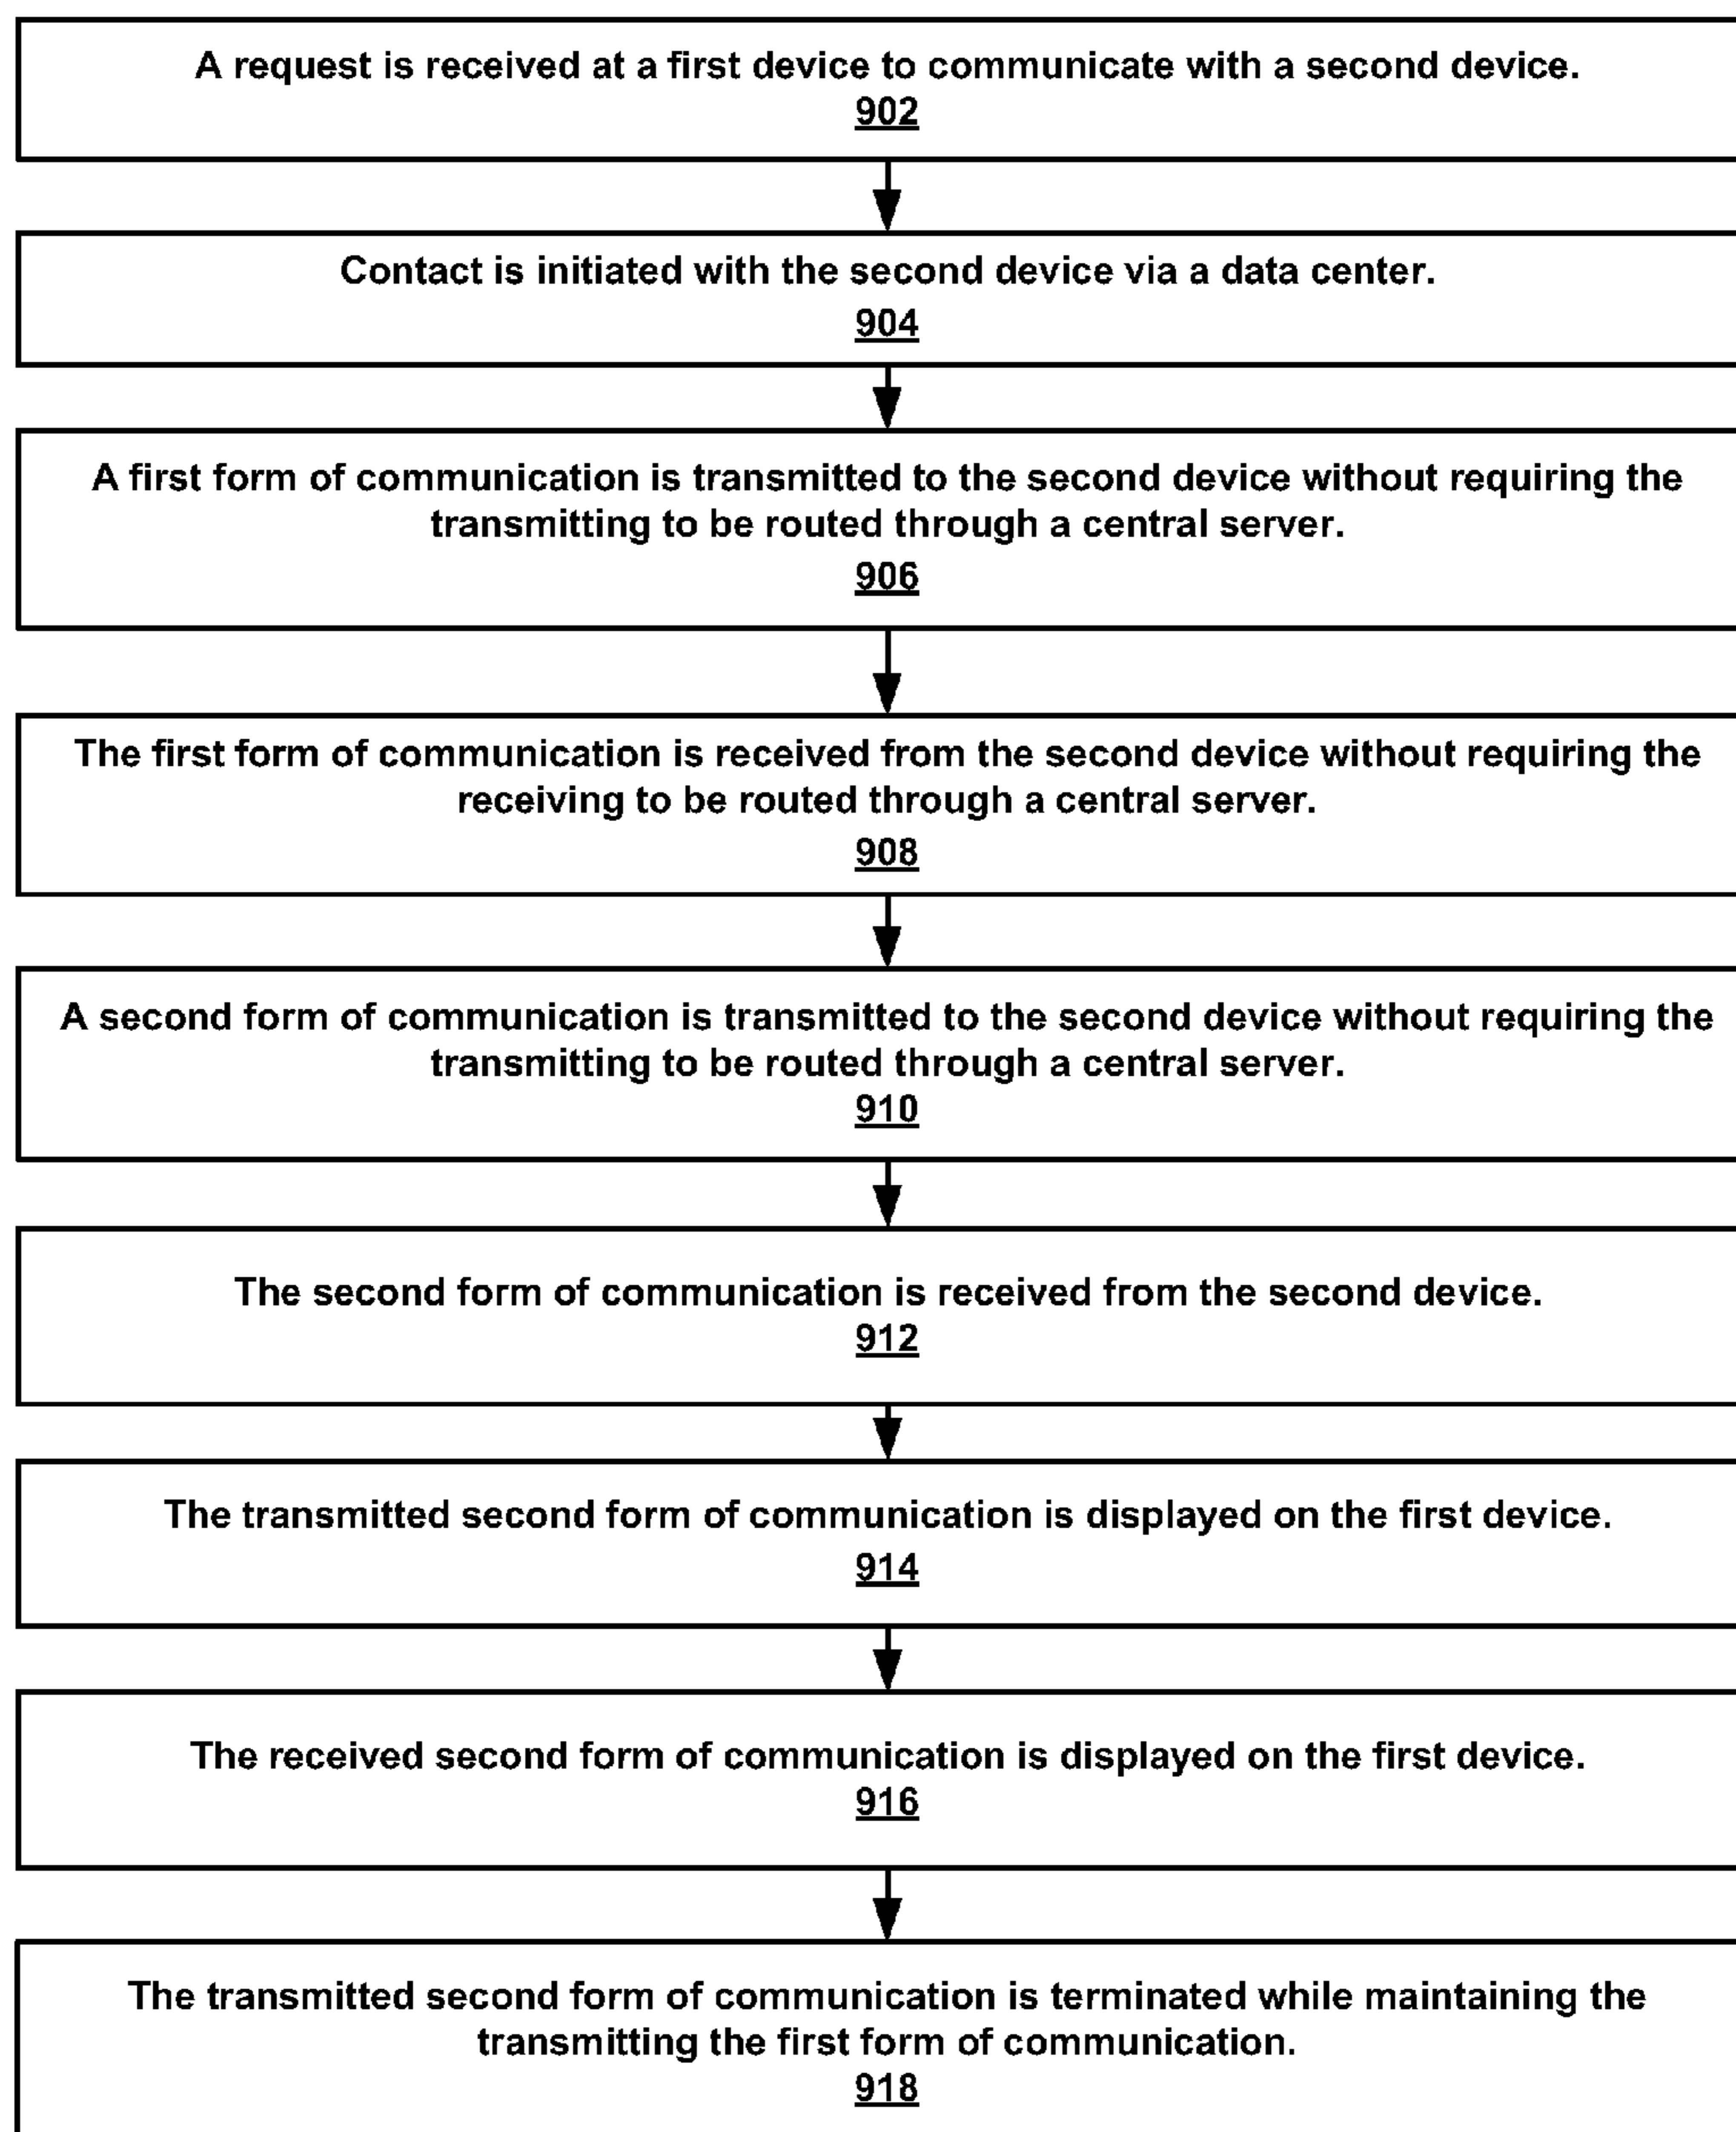 A request is received at a first device to communicate with a second device.
902
Contact is initiated with the second device via a data center.
904
A first form of communication is transmitted to the second device without requiring the
transmitting to be routed through a central server.
906
The first form of communication is received from the second device without requiring the
receiving to be routed through a central server.
908
A second form of communication is transmitted to the second device without requiring the
transmitting to be routed through a central server.
910
The second form of communication is received from the second device.
912
The transmitted second form of communication is displayed on the first device.
914
The received second form of communication is displayed on the first device.
916
The transmitted second form of communication is terminated while maintaining the
transmitting the first form of communication.
918